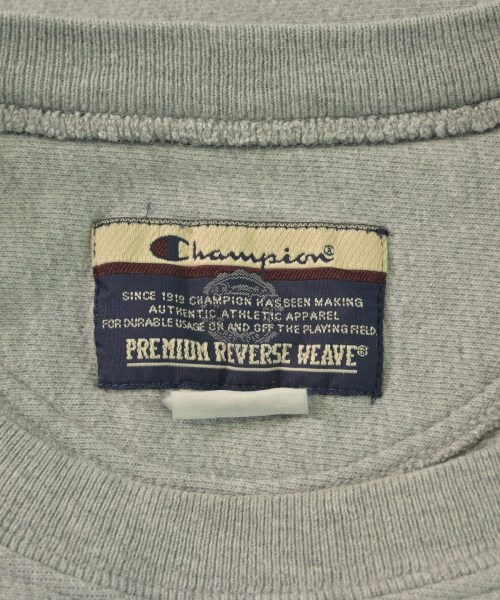 Champion®
SINCE 1919 CHAMPION HAS BEEN MAKING
AUTHENTIC ATHLETIC APPAREL
FOR DURABLE USAGE ON AND OFF THE PLAYING FIELD.
PREMIUM REVERSE WEAVE®